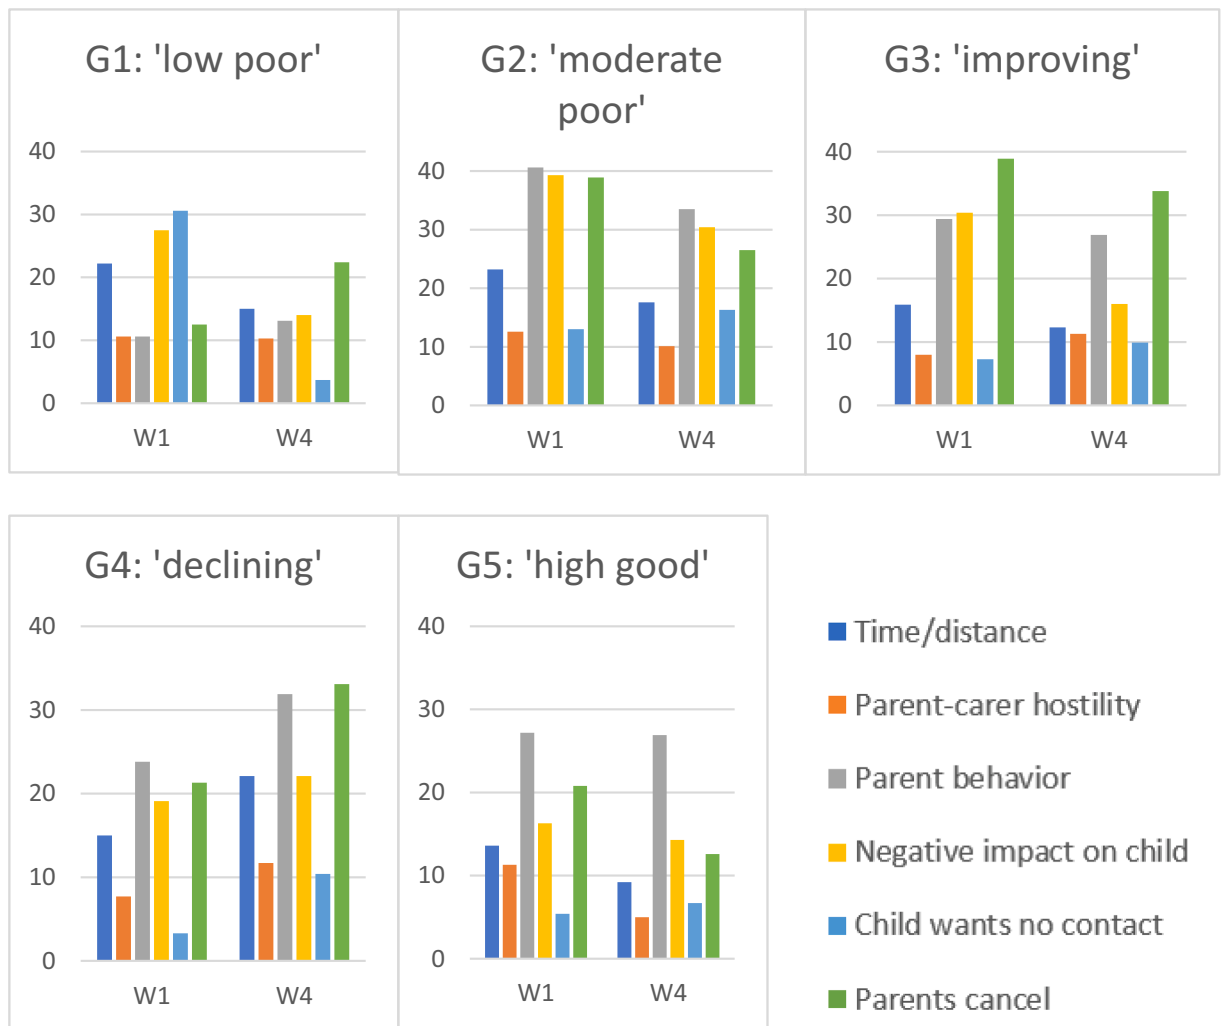 G1: 'low poor'
40
30
20
10
0
W1 W4
G2: 'moderate
poor'
40
30
20
10
0
W1 W4
G3: 'improving'
40
30
20
10
0
W1 W4
G4: 'declining'
40
30
20
10
0
W1 W4
G5: 'high good'
40
30
20
10
0
W1 W4
Time/distance
Parent-carer hostility
Parent behavior
Negative impact on child
Child wants no contact
Parents cancel